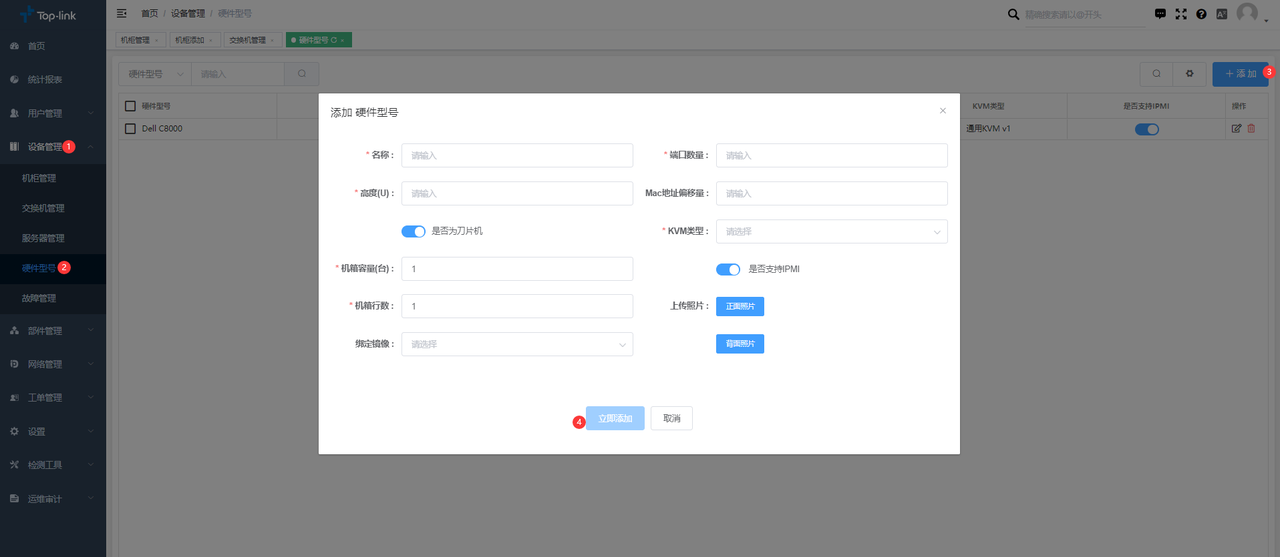 Top-link
首页 / 设备管理 / 硬件型号
精确搜索请以@开头
机柜管理 ×
机柜添加 ×
交换机管理 ×
硬件型号 ×
首页
统计报表
用户管理
设备管理 1
机柜管理
交换机管理
服务器管理
硬件型号 2
故障管理
部件管理
网络管理
工单管理
设置
检测工具
运维审计
硬件型号
请输入
添加 3
硬件型号
KVM类型
是否支持IPMI
操作
Dell C8000
通用KVM v1
添加 硬件型号 ×
* 名称 : 请输入
* 端口数量 : 请输入
* 高度(U) : 请输入
Mac地址偏移量 : 请输入
是否为刀片机
* KVM类型 : 请选择
* 机箱容量(台) : 1
是否支持IPMI
* 机箱行数 : 1
上传照片 : 正面照片
绑定镜像 : 请选择
背面照片
4 立即添加
取消